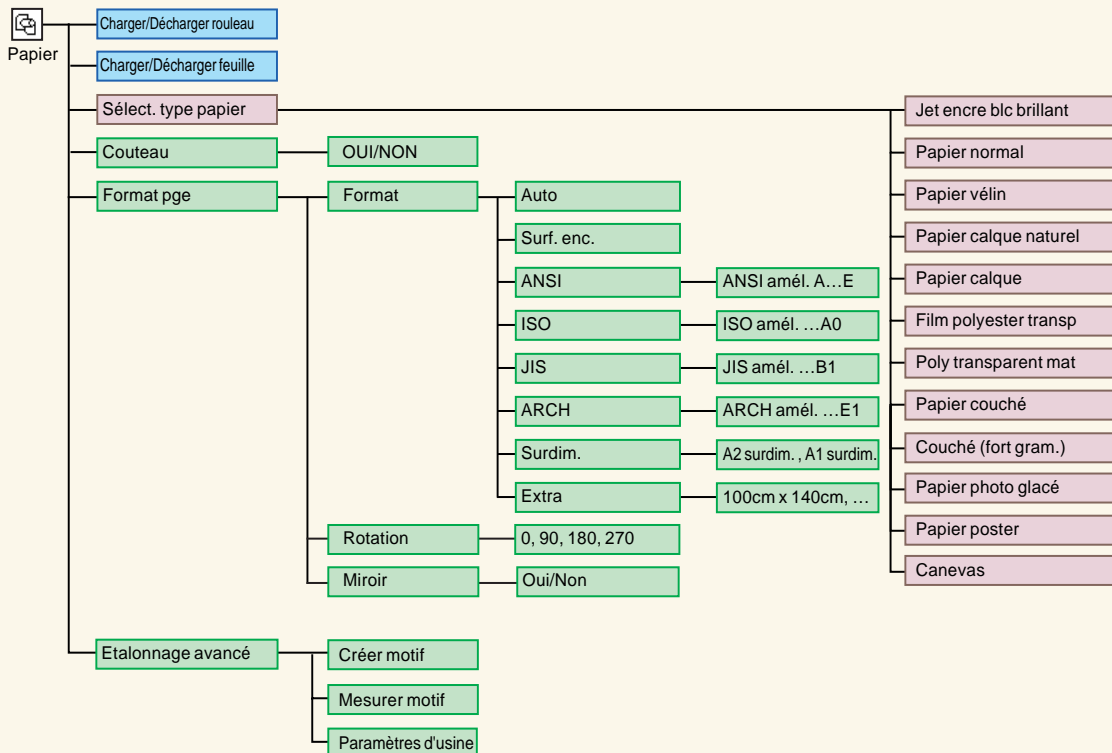 Papier
Charger/Décharger rouleau
Charger/Décharger feuille
Sélect. type papier
Jet encre blc brillant
Papier normal
Papier vélin
Papier calque naturel
Papier calque
Film polyester transp
Poly transparent mat
Papier couché
Couché (fort gram.)
Papier photo glacé
Papier poster
Canevas
Couteau
OUI/NON
Format pge
Format
Auto
Surf. enc.
ANSI
ANSI amél. A…E
ISO
ISO amél. …A0
JIS
JIS amél. …B1
ARCH
ARCH amél. …E1
Surdim.
A2 surdim. , A1 surdim.
Extra
100cm x 140cm, …
Rotation
0, 90, 180, 270
Miroir
Oui/Non
Etalonnage avancé
Créer motif
Mesurer motif
Paramètres d'usine